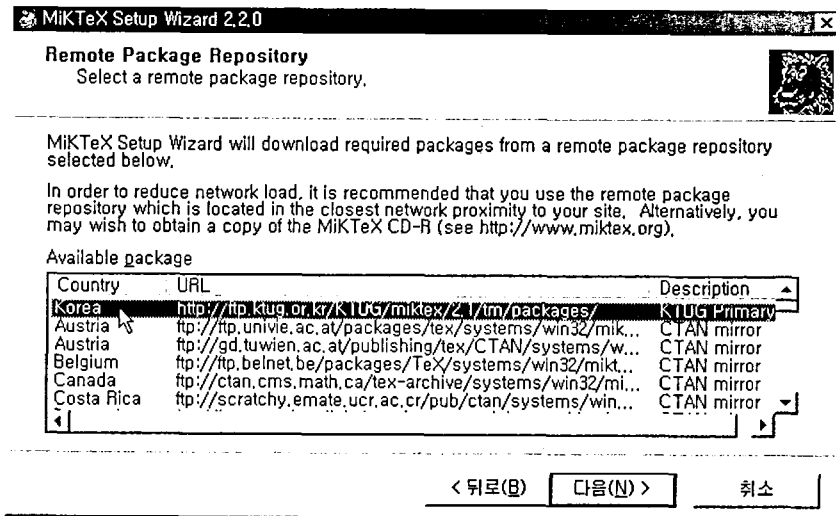 MiKTeX Setup Wizard 2,2,0
Remote Package Repository
Select a remote package repository,
MiKTeX Setup Wizard will download required packages from a remote package repository
selected below,
In order to reduce network load, it is recommended that you use the remote package
repository which is located in the closest network proximity to your site, Alternatively, you
may wish to obtain a copy of the MiKTeX CD-R (see http://www,miktex,org),
Available package
Country URL Description
Korea http://ftp,ktug,or,kr/KTUG/miktex/2,1/tm/packages/ KTUG Primary
Austria ftp://ftp,univie,ac,at/packages/tex/systems/win32/mik,,, CTAN mirror
Austria ftp://gd,tuwien,ac,at/publishing/tex/CTAN/systems/w,,, CTAN mirror
Belgium ftp://ftp,belnet,be/packages/TeX/systems/win32/mikt,,, CTAN mirror
Canada ftp://ctan,cms,math,ca/tex-archive/systems/win32/mi,,, CTAN mirror
Costa Rica ftp://scratchy,emate,ucr,ac,cr/pub/ctan/systems/win,,, CTAN mirror
< 뒤로(B) 다음(N) > 취소